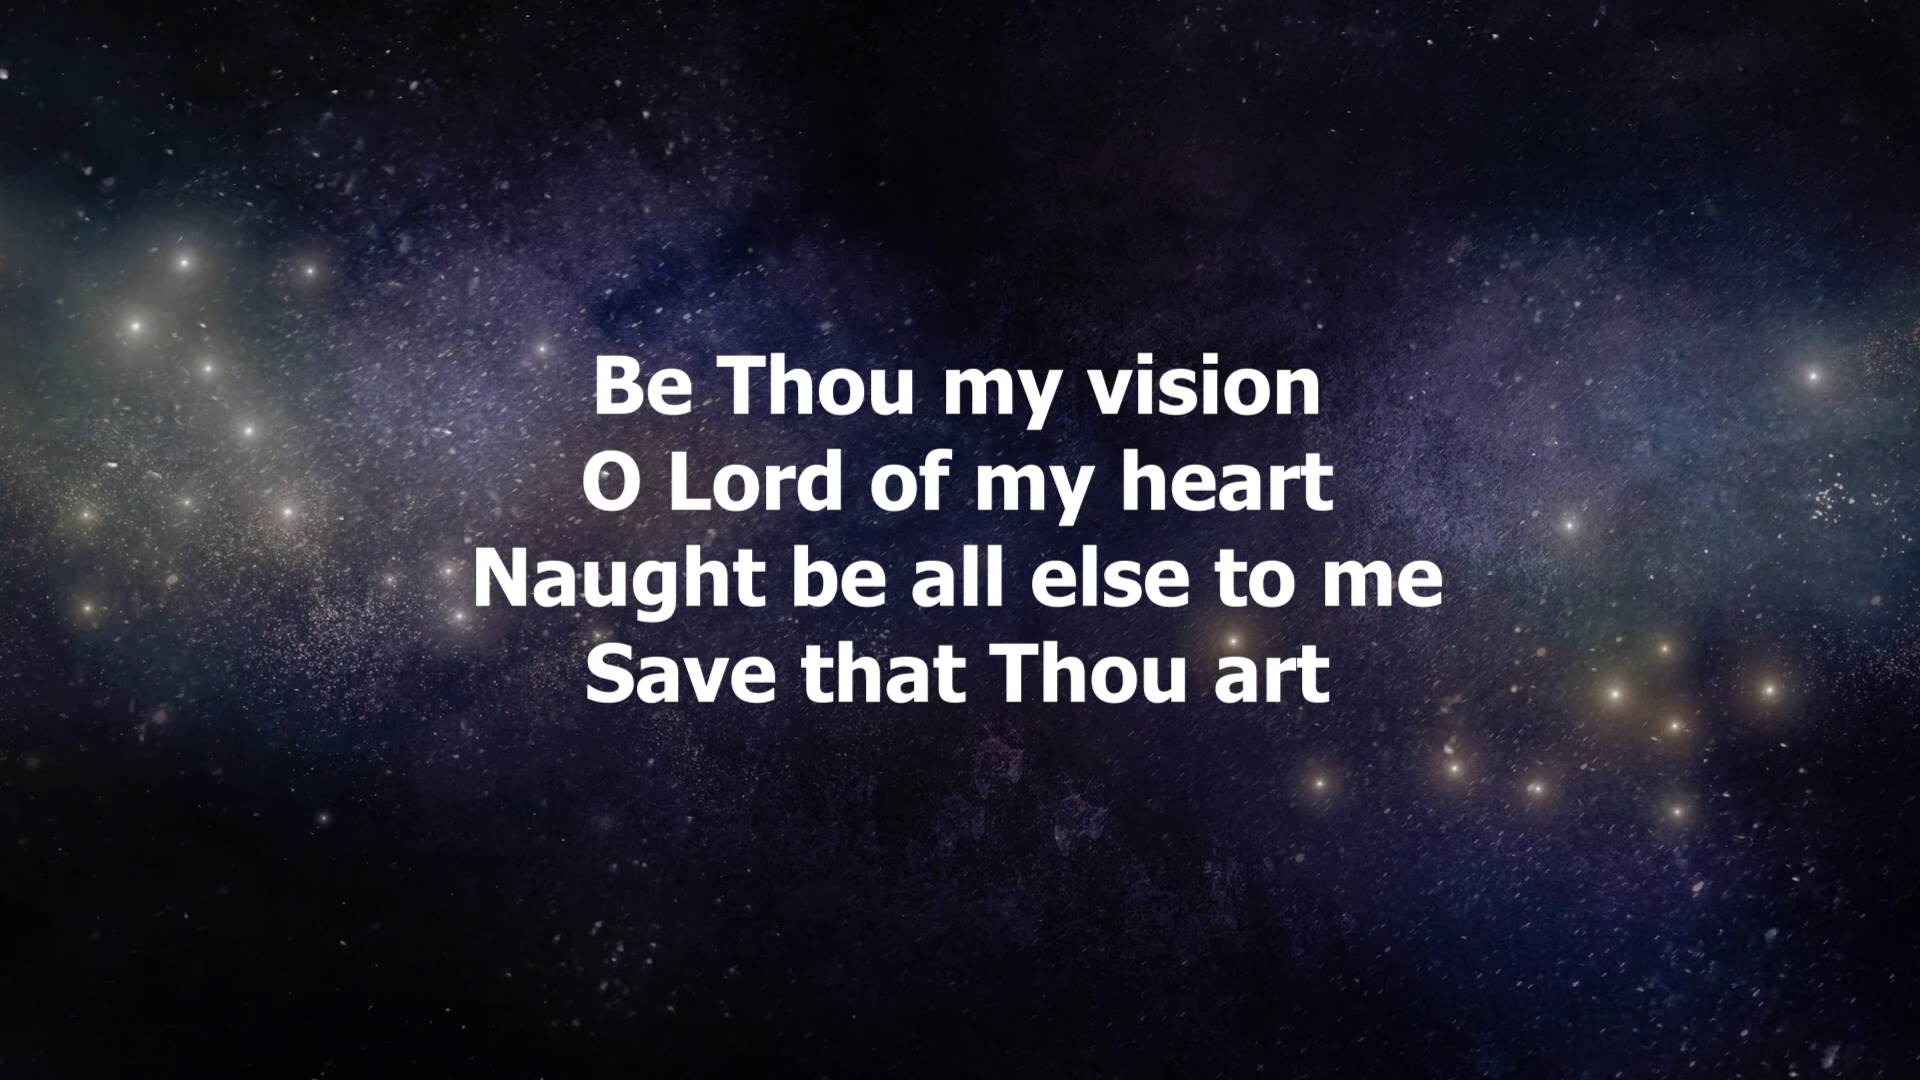 Be Thou my vision
O Lord of my heart
Naught be all else to me
Save that Thou art